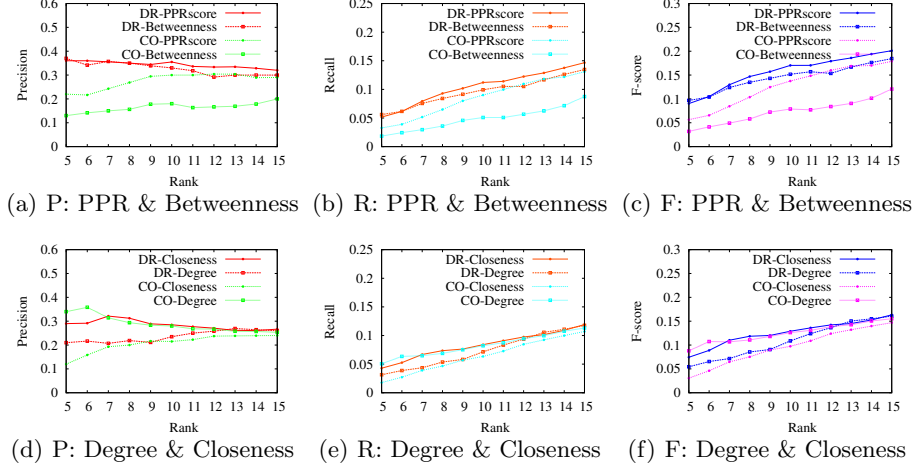 0.6
0.5
0.4
0.3
0.2
0.1
0
Precision
DR-PPRscore
DR-Betweenness
CO-PPRscore
CO-Betweenness
5 6 7 8 9 10 11 12 13 14 15
Rank
(a) P: PPR & Betweenness
0.25
0.2
0.15
0.1
0.05
0
Recall
DR-PPRscore
DR-Betweenness
CO-PPRscore
CO-Betweenness
5 6 7 8 9 10 11 12 13 14 15
Rank
(b) R: PPR & Betweenness
0.3
0.25
0.2
0.15
0.1
0.05
0
F-score
DR-PPRscore
DR-Betweenness
CO-PPRscore
CO-Betweenness
5 6 7 8 9 10 11 12 13 14 15
Rank
(c) F: PPR & Betweenness
0.6
0.5
0.4
0.3
0.2
0.1
0
Precision
DR-Closeness
DR-Degree
CO-Closeness
CO-Degree
5 6 7 8 9 10 11 12 13 14 15
Rank
(d) P: Degree & Closeness
0.25
0.2
0.15
0.1
0.05
0
Recall
DR-Closeness
DR-Degree
CO-Closeness
CO-Degree
5 6 7 8 9 10 11 12 13 14 15
Rank
(e) R: Degree & Closeness
0.3
0.25
0.2
0.15
0.1
0.05
0
F-score
DR-Closeness
DR-Degree
CO-Closeness
CO-Degree
5 6 7 8 9 10 11 12 13 14 15
Rank
(f) F: Degree & Closeness